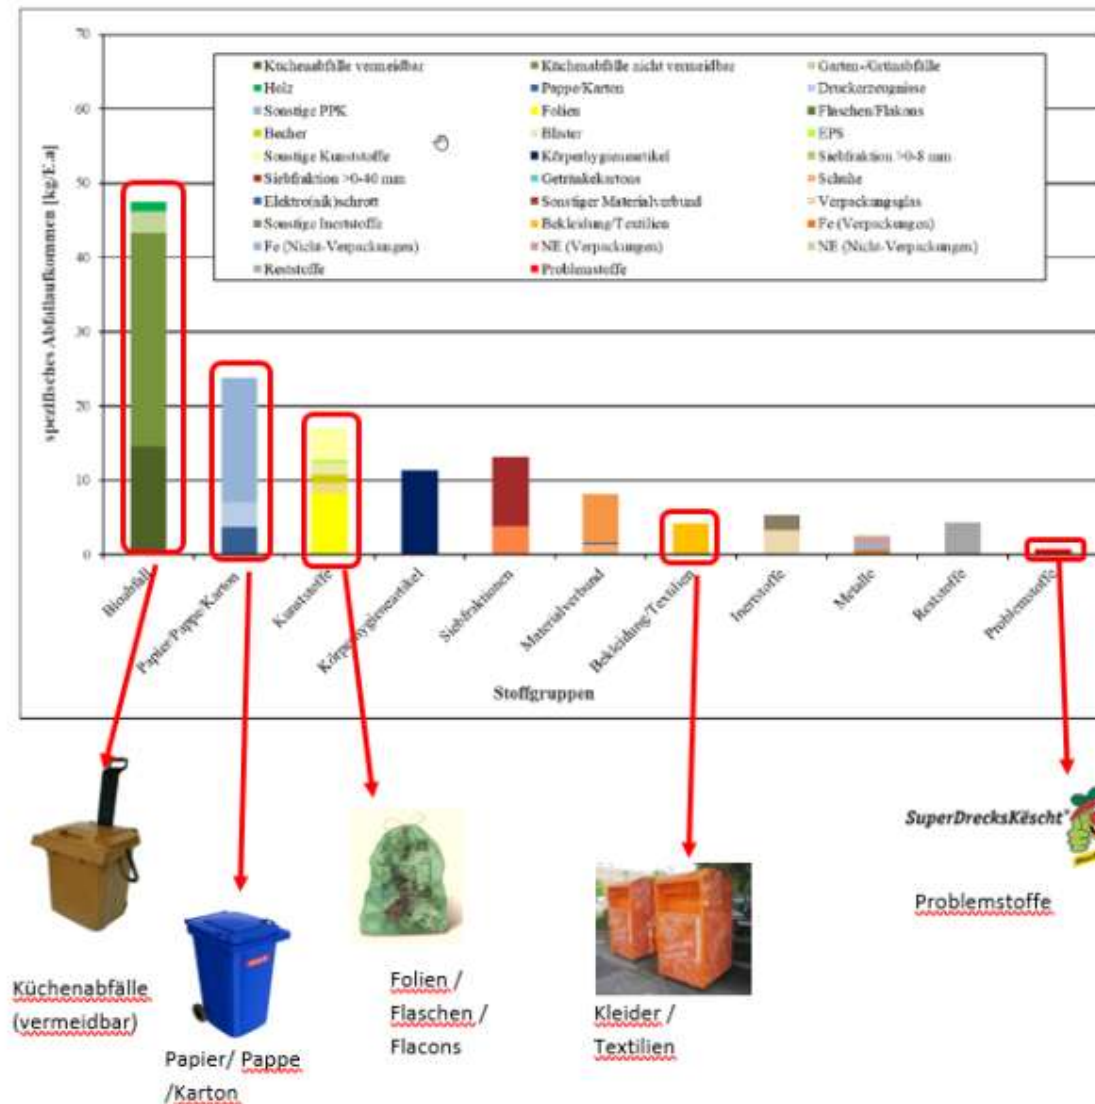 70
60
50
40
30
20
10
0
spezifisches Abfallaufkommen [kg/E.a]
Küchenabfälle vermeidbar
Küchenabfälle nicht vermeidbar
Garten-/Grünabfälle
Holz
Pappe/Karton
Druckerzeugnisse
Sonstige PPK
Folien
Flaschen/Flakons
Becher
Blister
EPS
Sonstige Kunststoffe
Körperhygieneartikel
Siebfraktion >0-8 mm
Siebfraktion >0-40 mm
Getränkekartons
Schuhe
Elektro(nik)schrott
Sonstiger Materialverbund
Verpackungsglas
Sonstige Inertstoffe
Bekleidung/Textilien
Fe (Verpackungen)
Fe (Nicht-Verpackungen)
NE (Verpackungen)
NE (Nicht-Verpackungen)
Reststoffe
Problemstoffe
Bioabfall
Papier/Pappe/Karton
Kunststoffe
Körperhygieneartikel
Siebfraktionen
Materialverbund
Bekleidung/Textilien
Inertstoffe
Metalle
Reststoffe
Problemstoffe
Stoffgruppen
SuperDrecksKëscht®
Problemstoffe
Küchenabfälle
(vermeidbar)
Papier/ Pappe
/Karton
Folien /
Flaschen /
Flacons
Kleider /
Textilien